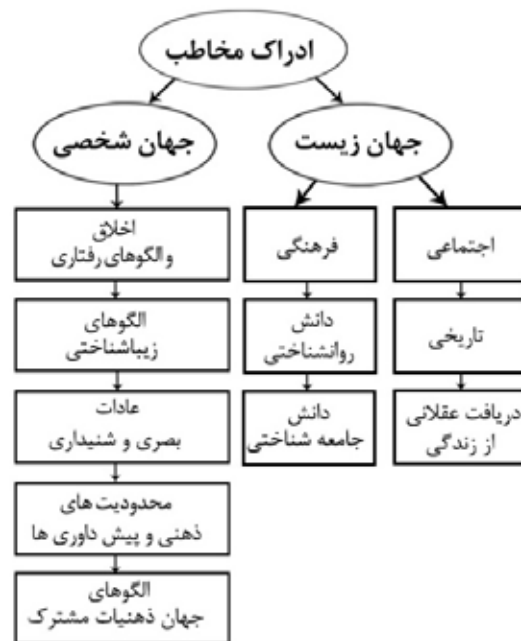 ادراک مخاطب
جهان زیست
جهان شخصی
اجتماعی
تاریخی
دریافت عقلانی
از زندگی
فرهنگی
دانش
روانشناختی
دانش
جامعه شناختی
اخلاق
والگوهای رفتاری
الگوهای
زیباشناختی
عادات
بصری و شنیداری
محدودیت های
ذهنی و پیش داوری ها
الگوهای
جهان ذهنیات مشترک